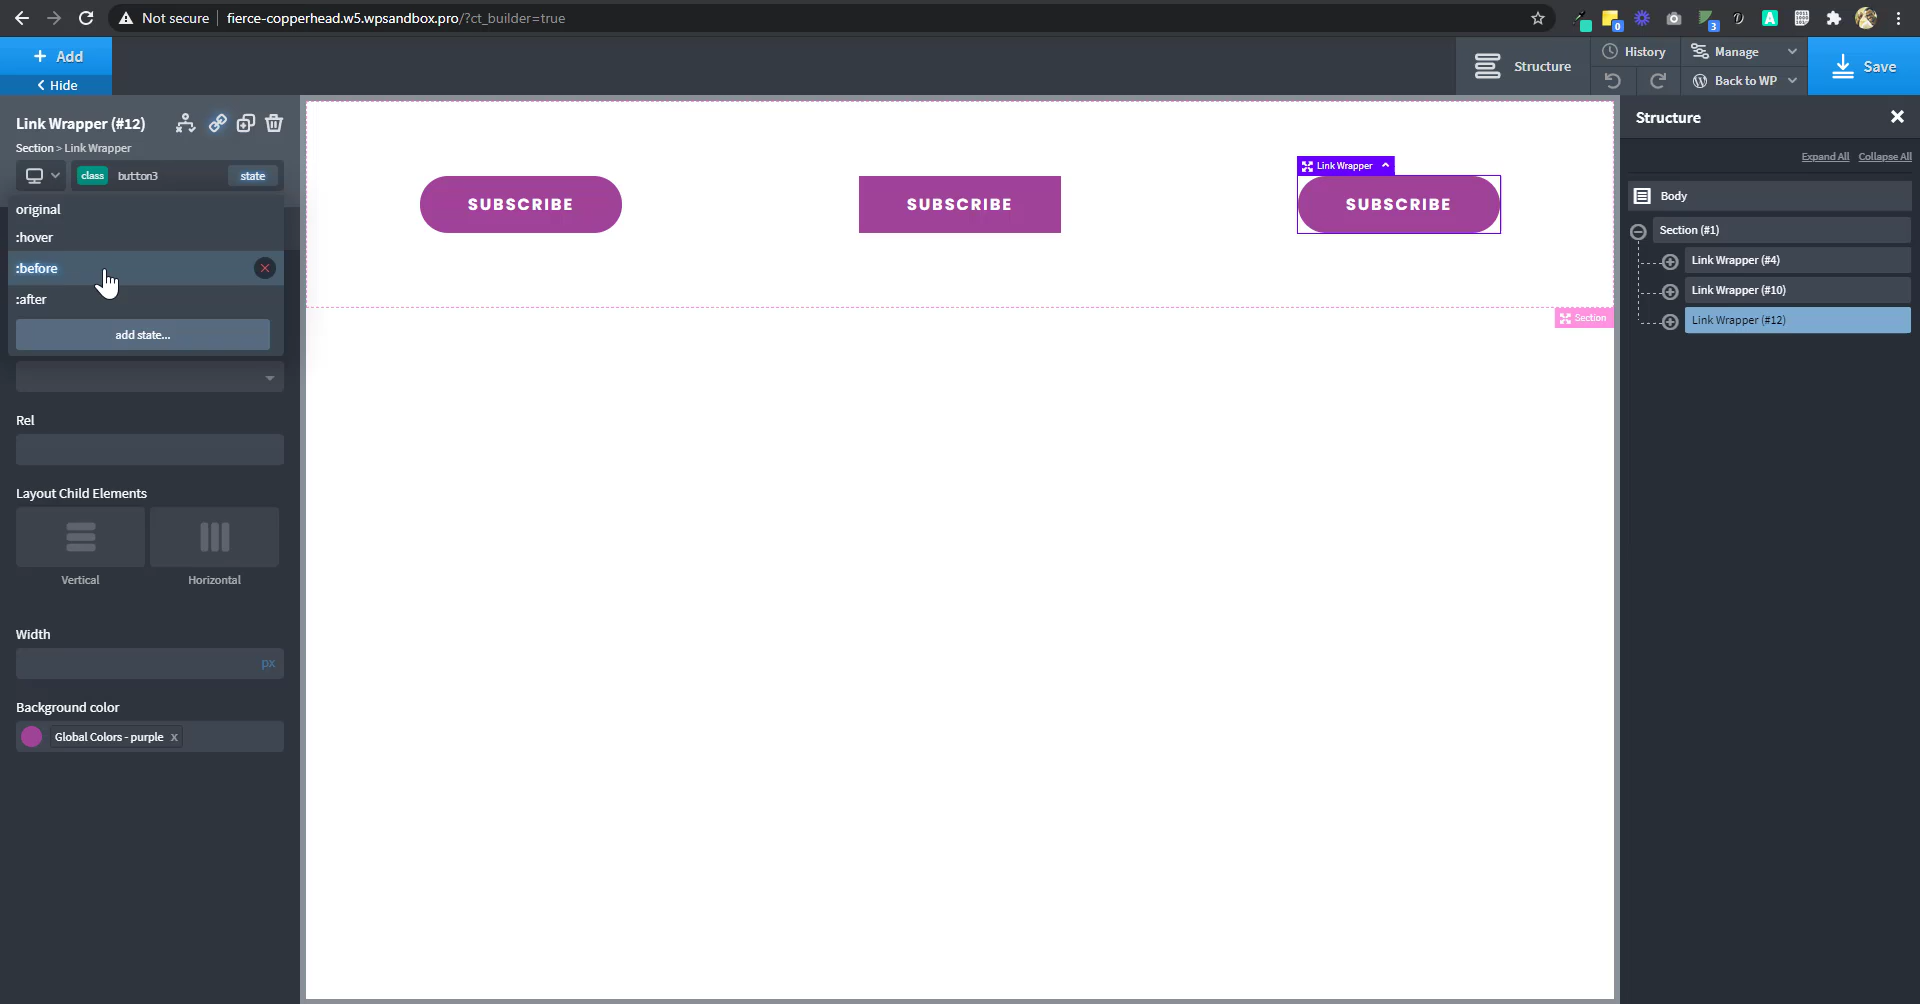 Not secure
fierce-copperhead.w5.wpsandbox.pro/?ct_builder=true
0
3
Add
Hide
Structure
History
Manage
Back to WP
Save
Link Wrapper (#12)
Section > Link Wrapper
class
button3
state
original
:hover
:before
:after
add state...
Rel
Layout Child Elements
Vertical
Horizontal
Width
px
Background color
Global Colors - purple x
SUBSCRIBE
SUBSCRIBE
Link Wrapper
SUBSCRIBE
Section
Structure
Expand All
Collapse All
Body
Section (#1)
Link Wrapper (#4)
Link Wrapper (#10)
Link Wrapper (#12)